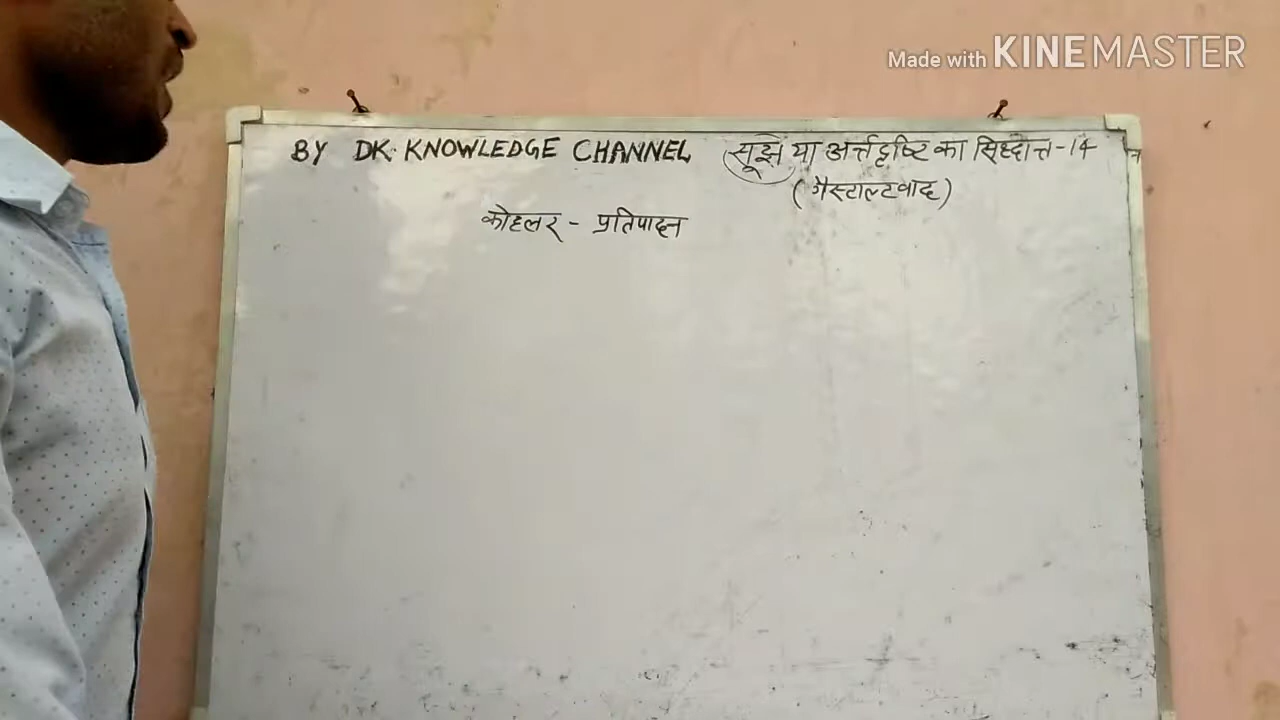 Made with KINEMASTER
BY DK. KNOWLEDGE CHANNEL सूझ या अर्न्तदृष्टि का सिध्दान्त-14
(गैस्टाल्टवाद)
कोहलर - प्रतिपादन